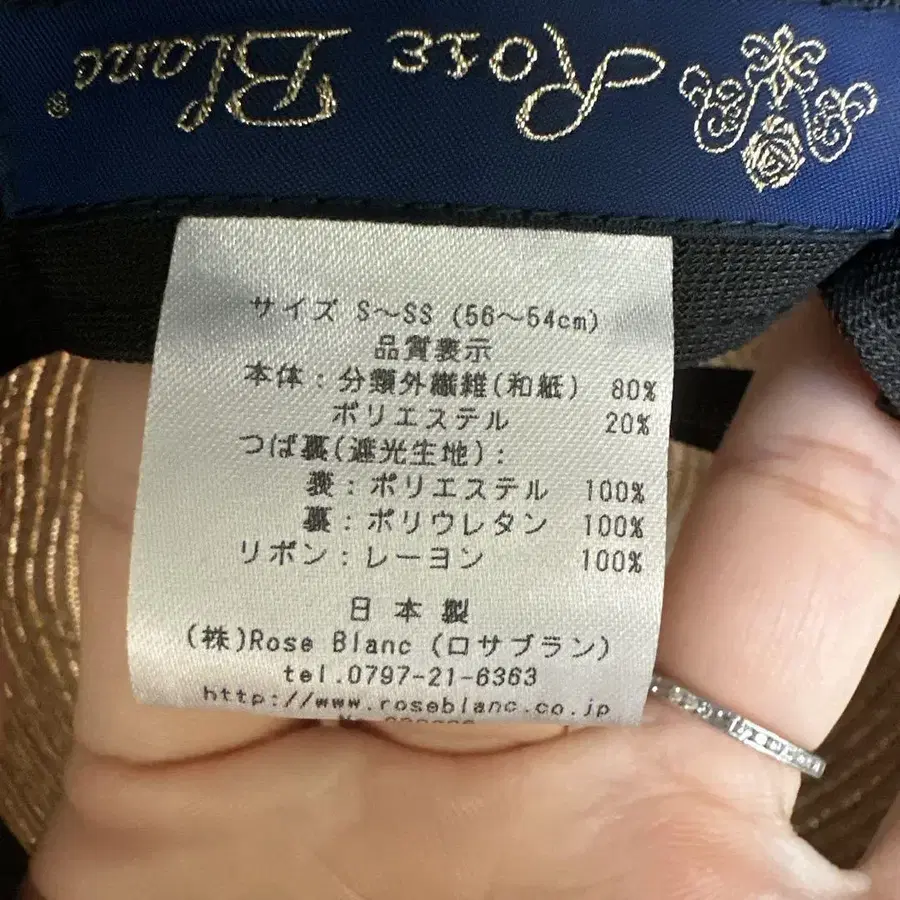 Rose Blanc®
サイズ S～SS (56～54cm)
品質表示
本体：分類外繊維(和紙) 80%
ポリエステル 20%
つば裏(遮光生地)：
表：ポリエステル 100%
裏：ポリウレタン 100%
リボン：レーヨン 100%
日本製
(株)Rose Blanc (ロサブラン)
tel.0797-21-6363
http://www.roseblanc.co.jp